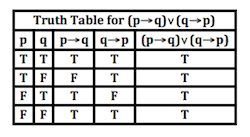 Truth Table for (p→q)∨(q→p)
p q p→q q→p (p→q)∨(q→p)
T T T T T
T F F T T
F T T F T
F F T T T